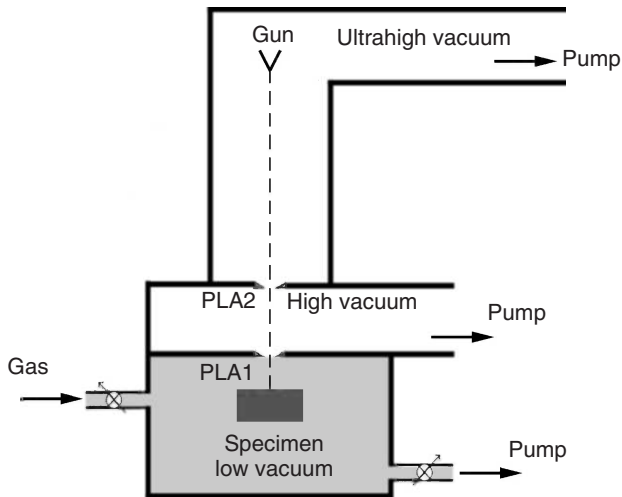 Gun
Ultrahigh vacuum
Pump
PLA2
High vacuum
Pump
PLA1
Gas
Specimen
low vacuum
Pump